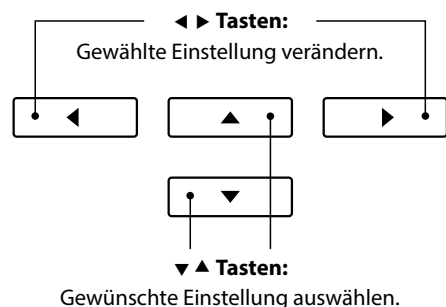 ◀ ▶ Tasten:
Gewählte Einstellung verändern.
◀ ▲ ▶
▼
▼ ▲ Tasten:
Gewünschte Einstellung auswählen.